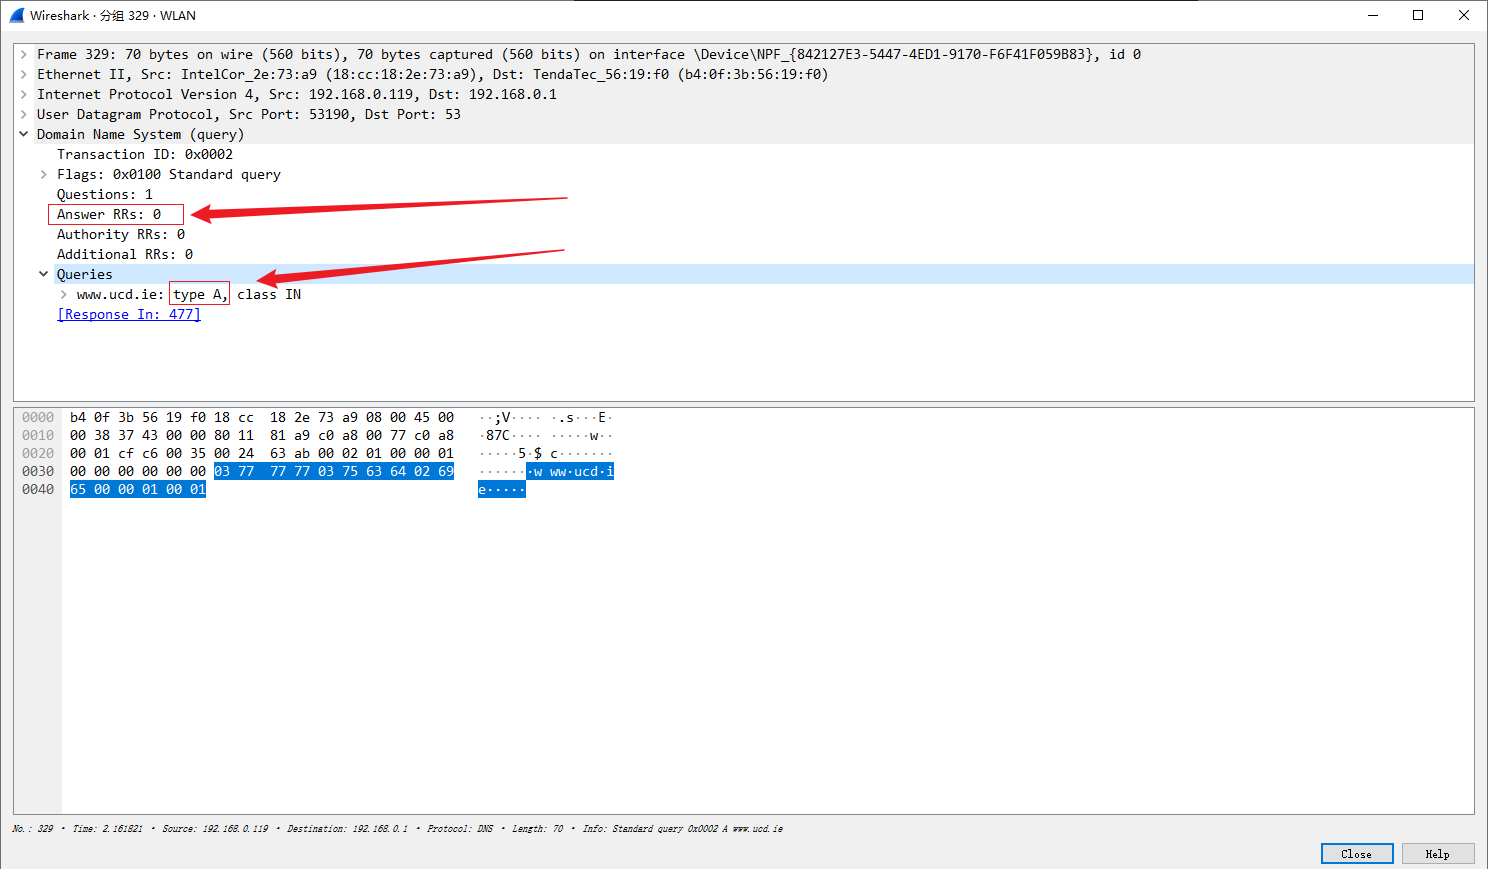 Wireshark · 分组 329 · WLAN
Frame 329: 70 bytes on wire (560 bits), 70 bytes captured (560 bits) on interface \Device\NPF_{842127E3-5447-4ED1-9170-F6F41F059B83}, id 0
Ethernet II, Src: IntelCor_2e:73:a9 (18:cc:18:2e:73:a9), Dst: TendaTec_56:19:f0 (b4:0f:3b:56:19:f0)
Internet Protocol Version 4, Src: 192.168.0.119, Dst: 192.168.0.1
User Datagram Protocol, Src Port: 53190, Dst Port: 53
Domain Name System (query)
Transaction ID: 0x0002
Flags: 0x0100 Standard query
Questions: 1
Answer RRs: 0
Authority RRs: 0
Additional RRs: 0
Queries
www.ucd.ie: type A, class IN
[Response In: 477]
0000 b4 0f 3b 56 19 f0 18 cc 18 2e 73 a9 08 00 45 00 ··;V···· ·.s···E·
0010 00 38 37 43 00 00 80 11 81 a9 c0 a8 00 77 c0 a8 ·87C···· ·····w··
0020 00 01 cf c6 00 35 00 24 63 ab 00 02 01 00 00 01 ·····5·$ c·······
0030 00 00 00 00 00 00 03 77 77 77 03 75 63 64 02 69 ·······w ww·ucd·i
0040 65 00 00 01 00 01 e·····
No.: 329 · Time: 2.161821 · Source: 192.168.0.119 · Destination: 192.168.0.1 · Protocol: DNS · Length: 70 · Info: Standard query 0x0002 A www.ucd.ie
Close Help